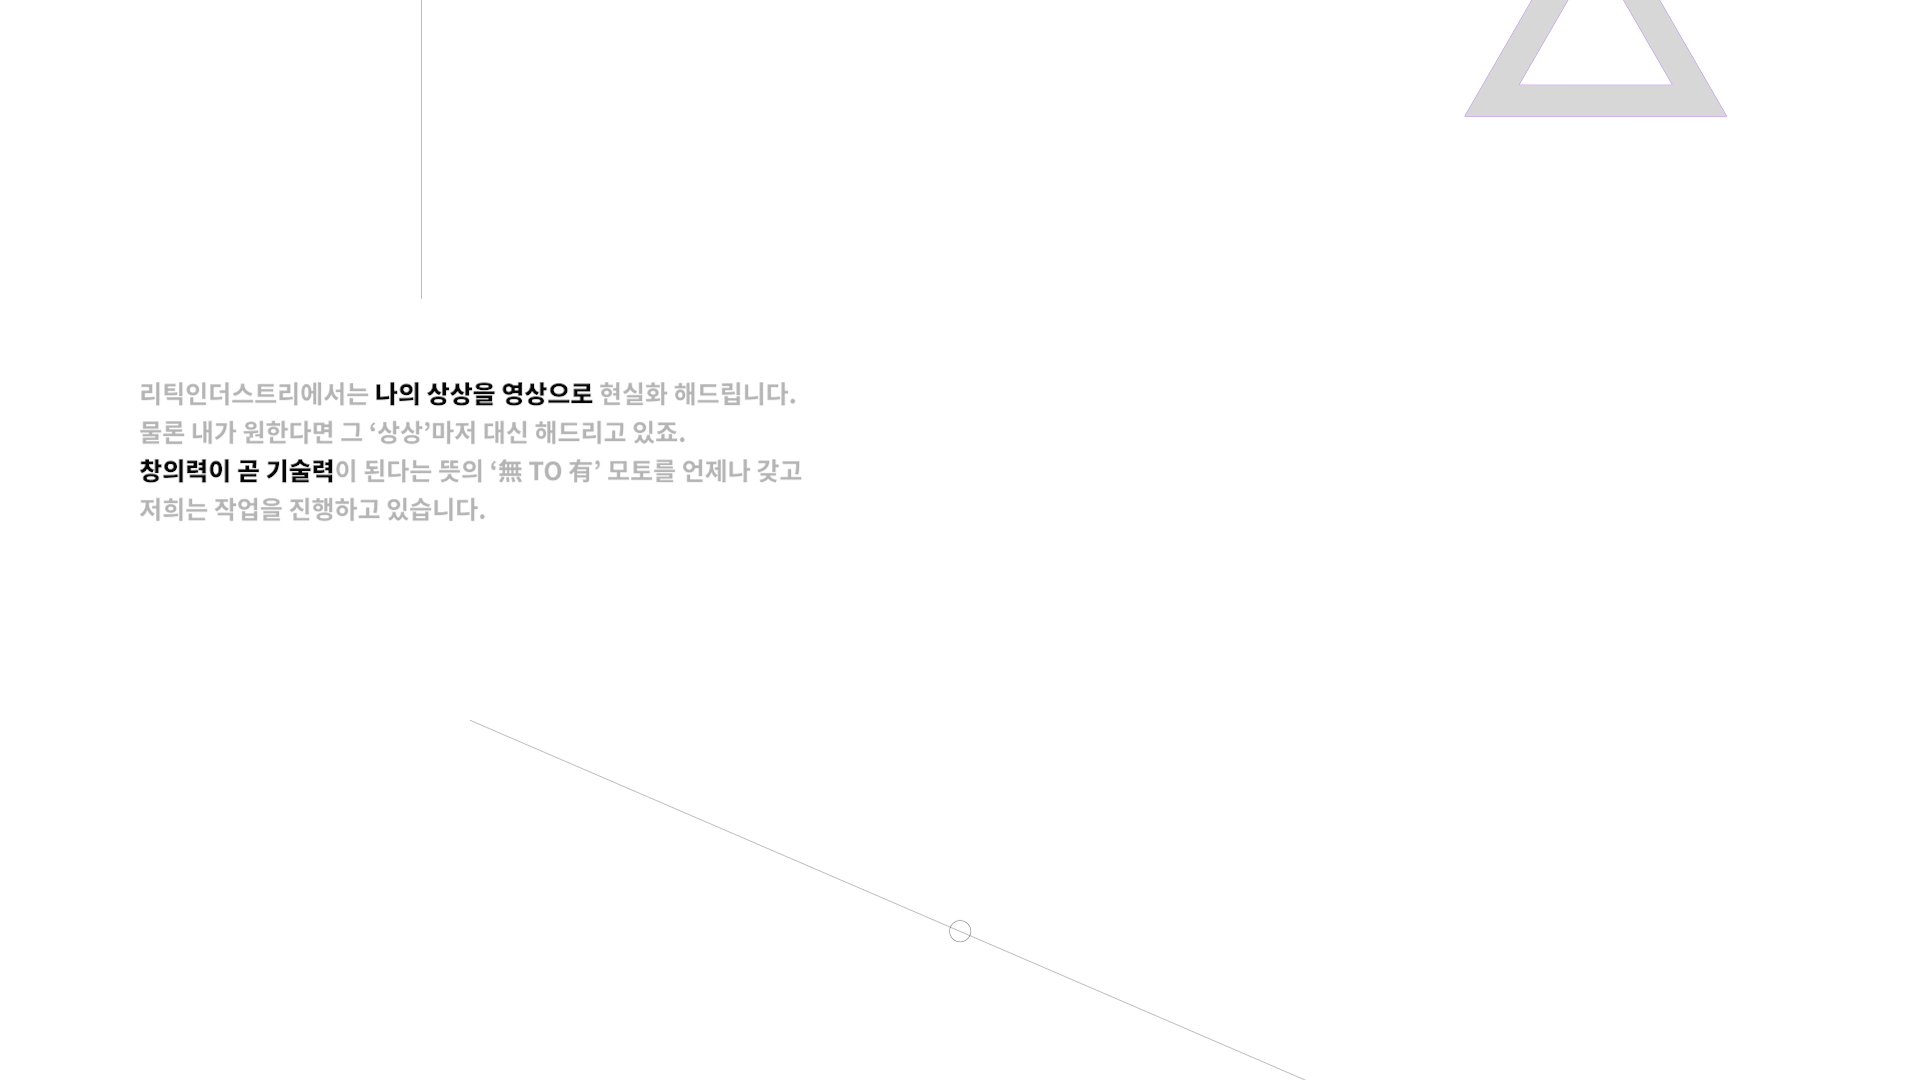 리틱인더스트리에서는 나의 상상을 영상으로 현실화 해드립니다.
물론 내가 원한다면 그 ‘상상’마저 대신 해드리고 있죠.
창의력이 곧 기술력이 된다는 뜻의 ‘無 TO 有’ 모토를 언제나 갖고
저희는 작업을 진행하고 있습니다.